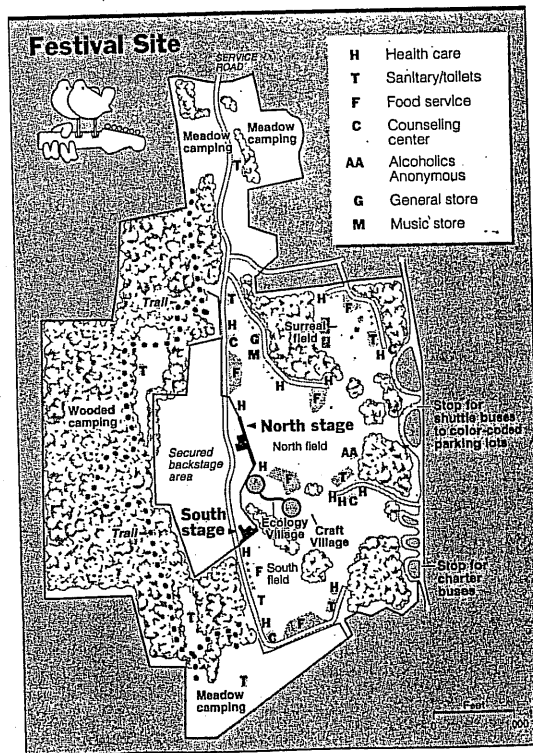 Festival Site
SERVICE
ROAD
H Health care
T Sanitary/toilets
F Food service
C Counseling
center
AA Alcoholics
Anonymous
G General store
M Music store
Meadow
camping
Meadow
camping
T
Trail
T
H
C
G
M
F
H
F
T
H
Surreal
field
H
H
F
T
Wooded
camping
H
North stage
North field
Secured
backstage
area
AA
Stop for
shuttle buses
to color-coded
parking lots
H
F
T
H
H
C
H
South
stage
Ecology
Village
Craft
Village
Trail
H
F
South
field
T
H
T
H
C
F
Stop for
charter
buses
T
Meadow
camping
T
Feet